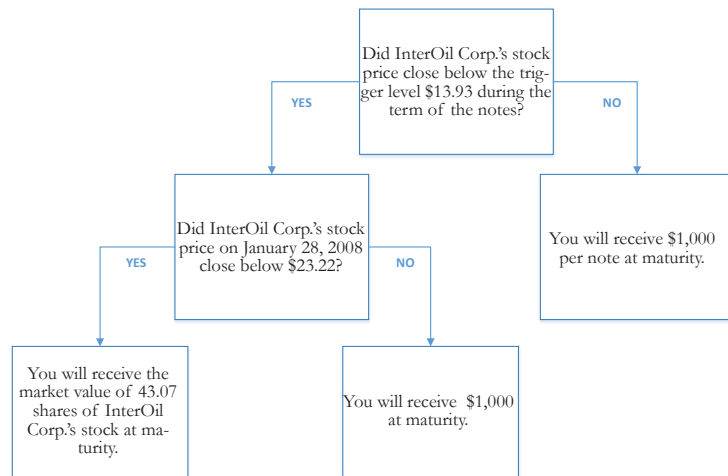 Did InterOil Corp.'s stock
price close below the trig-
ger level $13.93 during the
term of the notes?
YES
NO
Did InterOil Corp.'s stock
price on January 28, 2008
close below $23.22?
You will receive $1,000
per note at maturity.
YES
NO
You will receive the
market value of 43.07
shares of InterOil
Corp.'s stock at ma-
turity.
You will receive $1,000
at maturity.